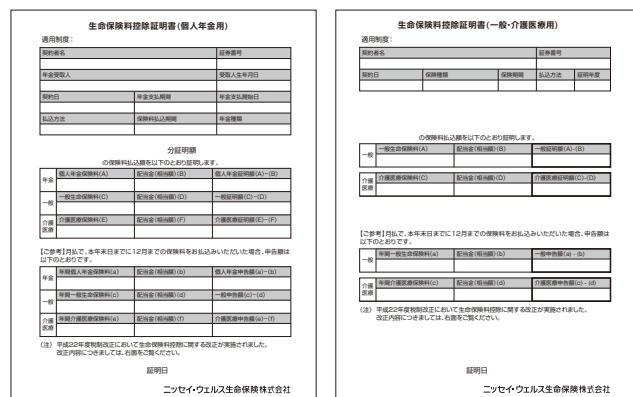 生命保険料控除証明書(個人年金用)
適用制度:
契約者名 証券番号
年金受取人 受取人生年月日
契約日 年金支払期間 年金支払開始日
払込方法 保険料払込期間 年金種類
分証明額
の保険料払込額を以下のとおり証明します。
年金 個人年金保険料(A) 配当金(相当額)(B) 個人年金証明額(A)-(B)
一般 一般生命保険料(C) 配当金(相当額)(D) 一般証明額(C)-(D)
介護医療 介護医療保険料(E) 配当金(相当額)(F) 介護医療証明額(E)-(F)
【ご参考】月払で、本年末日までに12月までの保険料をお払込みいただいた場合、申告額は
以下のとおりです。
年金 年間個人年金保険料(a) 配当金(相当額)(b) 個人年金申告額(a)-(b)
一般 年間一般生命保険料(c) 配当金(相当額)(d) 一般申告額(c)-(d)
介護医療 年間介護医療保険料(e) 配当金(相当額)(f) 介護医療申告額(e)-(f)
(注) 平成22年度税制改正において生命保険料控除に関する改正が実施されました。
改正内容につきましては、右面をご覧ください。
証明日
ニッセイ・ウェルス生命保険株式会社
生命保険料控除証明書(一般・介護医療用)
適用制度:
契約者名 証券番号
契約日 保険種類 保険期間 払込方法 証明年度
の保険料払込額を以下のとおり証明します。
一般 一般生命保険料(A) 配当金(相当額)(B) 一般証明額(A)-(B)
介護医療 介護医療保険料(C) 配当金(相当額)(D) 介護医療証明額(C)-(D)
【ご参考】月払で、本年末日までに12月までの保険料をお払込みいただいた場合、申告額は
以下のとおりです。
一般 年間一般生命保険料(a) 配当金(相当額)(b) 一般申告額(a) - (b)
介護医療 年間介護医療保険料(c) 配当金(相当額)(d) 介護医療申告額(c) - (d)
(注) 平成22年度税制改正において生命保険料控除に関する改正が実施されました。
改正内容につきましては、右面をご覧ください。
証明日
ニッセイ・ウェルス生命保険株式会社